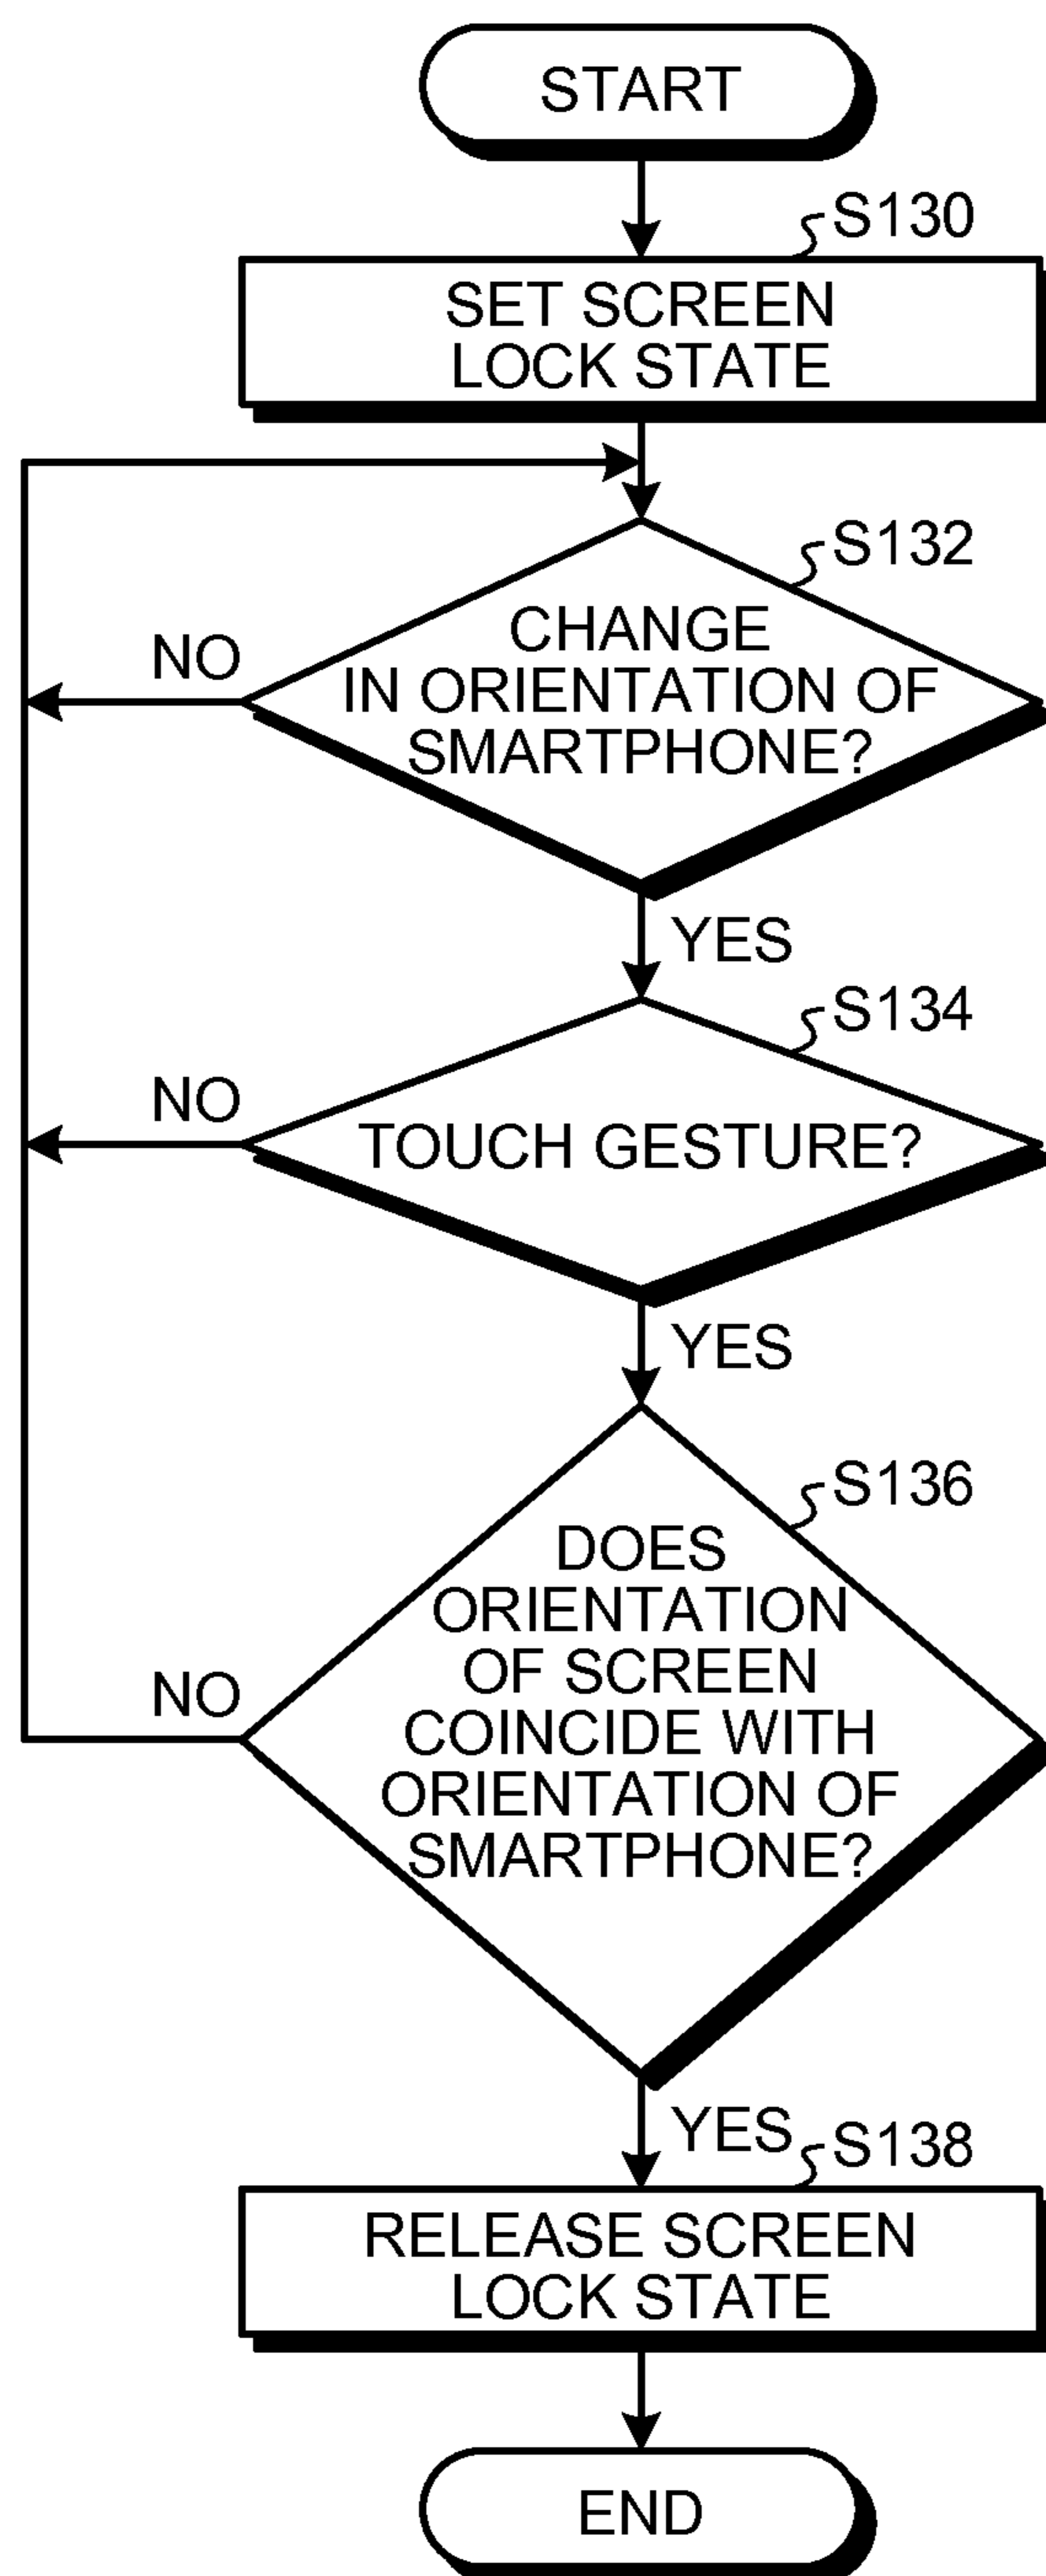 START
S130
SET SCREEN
LOCK STATE
S132
CHANGE
IN ORIENTATION OF
SMARTPHONE?
NO
YES
S134
TOUCH GESTURE?
NO
YES
S136
DOES
ORIENTATION
OF SCREEN
COINCIDE WITH
ORIENTATION OF
SMARTPHONE?
NO
YES
S138
RELEASE SCREEN
LOCK STATE
END